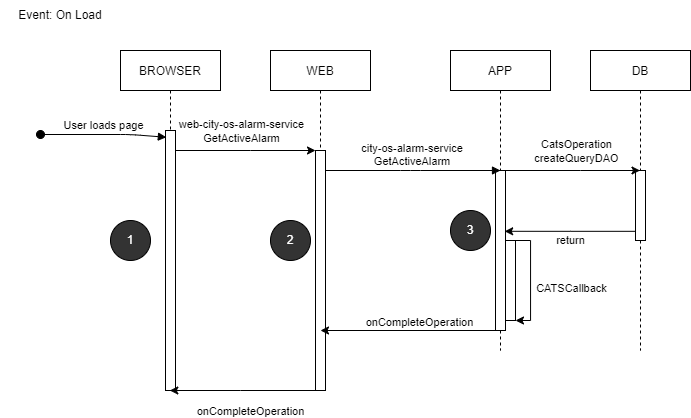 Event: On Load
BROWSER
WEB
APP
DB
User loads page
web-city-os-alarm-service
GetActiveAlarm
city-os-alarm-service
GetActiveAlarm
CatsOperation
createQueryDAO
1
2
3
return
CATSCallback
onCompleteOperation
onCompleteOperation